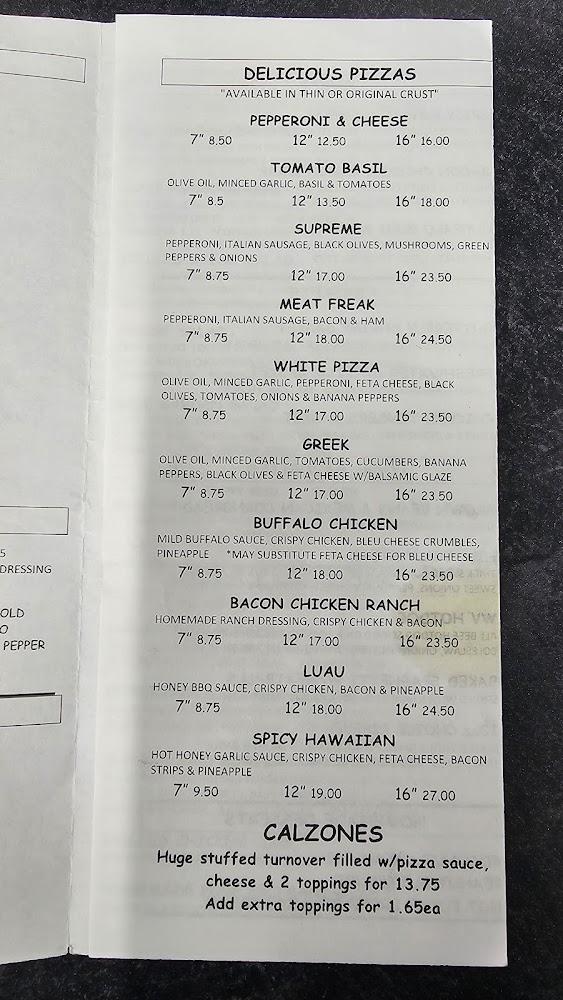 DELICIOUS PIZZAS
"AVAILABLE IN THIN OR ORIGINAL CRUST"
PEPPERONI & CHEESE
7" 8.50 12" 12.50 16" 16.00
TOMATO BASIL
OLIVE OIL, MINCED GARLIC, BASIL & TOMATOES
7" 8.5 12" 13.50 16" 18.00
SUPREME
PEPPERONI, ITALIAN SAUSAGE, BLACK OLIVES, MUSHROOMS, GREEN
PEPPERS & ONIONS
7" 8.75 12" 17.00 16" 23.50
MEAT FREAK
PEPPERONI, ITALIAN SAUSAGE, BACON & HAM
7" 8.75 12" 18.00 16" 24.50
WHITE PIZZA
OLIVE OIL, MINCED GARLIC, PEPPERONI, FETA CHEESE, BLACK
OLIVES, TOMATOES, ONIONS & BANANA PEPPERS
7" 8.75 12" 17.00 16" 23.50
GREEK
OLIVE OIL, MINCED GARLIC, TOMATOES, CUCUMBERS, BANANA
PEPPERS, BLACK OLIVES & FETA CHEESE W/BALSAMIC GLAZE
7" 8.75 12" 17.00 16" 23.50
BUFFALO CHICKEN
MILD BUFFALO SAUCE, CRISPY CHICKEN, BLEU CHEESE CRUMBLES,
PINEAPPLE *MAY SUBSTITUTE FETA CHEESE FOR BLEU CHEESE
7" 8.75 12" 18.00 16" 23.50
BACON CHICKEN RANCH
HOMEMADE RANCH DRESSING, CRISPY CHICKEN & BACON
7" 8.75 12" 17.00 16" 23.50
LUAU
HONEY BBQ SAUCE, CRISPY CHICKEN, BACON & PINEAPPLE
7" 8.75 12" 18.00 16" 24.50
SPICY HAWAIIAN
HOT HONEY GARLIC SAUCE, CRISPY CHICKEN, FETA CHEESE, BACON
STRIPS & PINEAPPLE
7" 9.50 12" 19.00 16" 27.00
CALZONES
Huge stuffed turnover filled w/pizza sauce,
cheese & 2 toppings for 13.75
Add extra toppings for 1.65ea
5
DRESSING
OLD
O
PEPPER